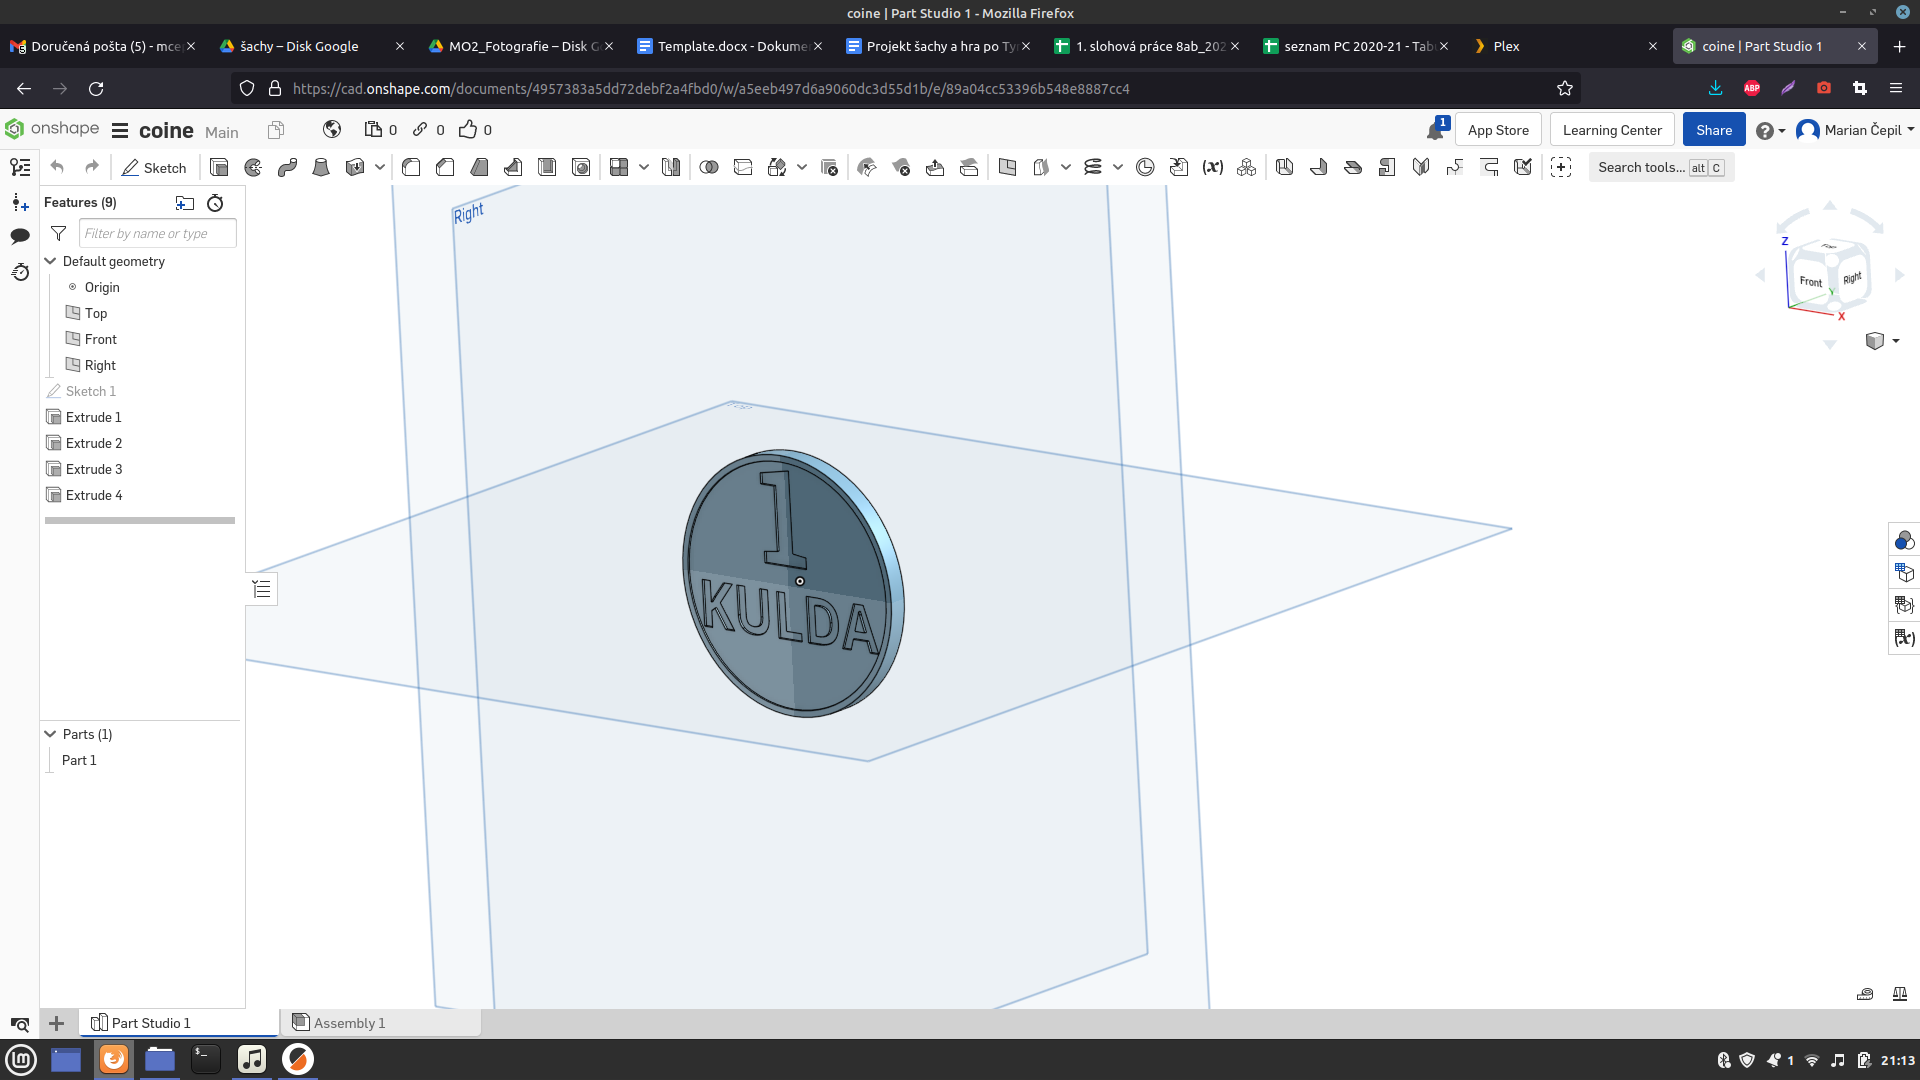 coine | Part Studio 1 - Mozilla Firefox
Doručená pošta (5) - mce
šachy – Disk Google
MO2_Fotografie – Disk G
Template.docx - Dokume
Projekt šachy a hra po Ty
1. slohová práce 8ab_202
seznam PC 2020-21 - Tab
Plex
coine | Part Studio 1
https://cad.onshape.com/documents/4957383a5dd72debf2a4fbd0/w/a5eeb497d6a9060dc3d55d1b/e/89a04cc53396b548e8887cc4
ABP
onshape
coine Main
0
0
0
1
App Store
Learning Center
Share
Marian Čepil
Sketch
Search tools... alt C
Features (9)
Filter by name or type
Default geometry
Origin
Top
Front
Right
Sketch 1
Extrude 1
Extrude 2
Extrude 3
Extrude 4
Parts (1)
Part 1
Right
Top
1
KULDA
Z
Top
Front
Right
Y
X
Part Studio 1
Assembly 1
1
21:13